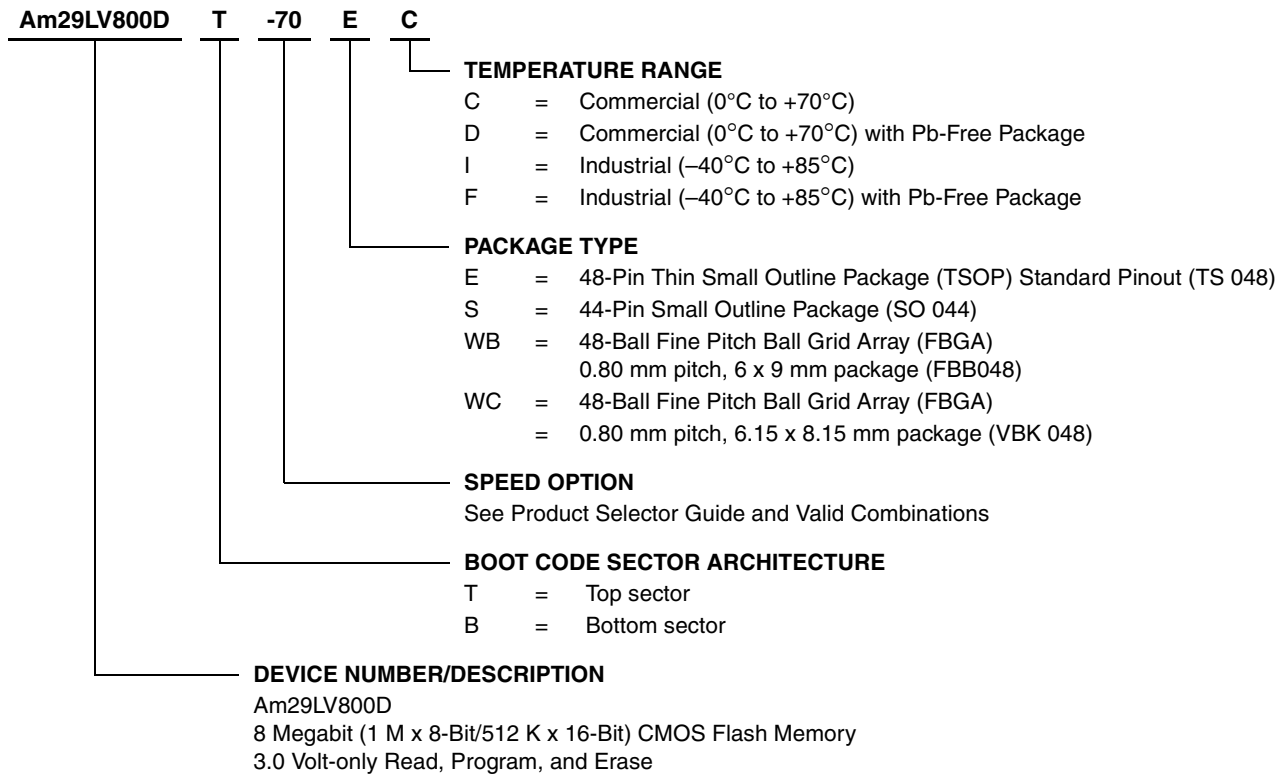 Am29LV800D T -70 E C
TEMPERATURE RANGE
C = Commercial (0°C to +70°C)
D = Commercial (0°C to +70°C) with Pb-Free Package
I = Industrial (–40°C to +85°C)
F = Industrial (–40°C to +85°C) with Pb-Free Package
PACKAGE TYPE
E = 48-Pin Thin Small Outline Package (TSOP) Standard Pinout (TS 048)
S = 44-Pin Small Outline Package (SO 044)
WB = 48-Ball Fine Pitch Ball Grid Array (FBGA)
0.80 mm pitch, 6 x 9 mm package (FBB048)
WC = 48-Ball Fine Pitch Ball Grid Array (FBGA)
= 0.80 mm pitch, 6.15 x 8.15 mm package (VBK 048)
SPEED OPTION
See Product Selector Guide and Valid Combinations
BOOT CODE SECTOR ARCHITECTURE
T = Top sector
B = Bottom sector
DEVICE NUMBER/DESCRIPTION
Am29LV800D
8 Megabit (1 M x 8-Bit/512 K x 16-Bit) CMOS Flash Memory
3.0 Volt-only Read, Program, and Erase